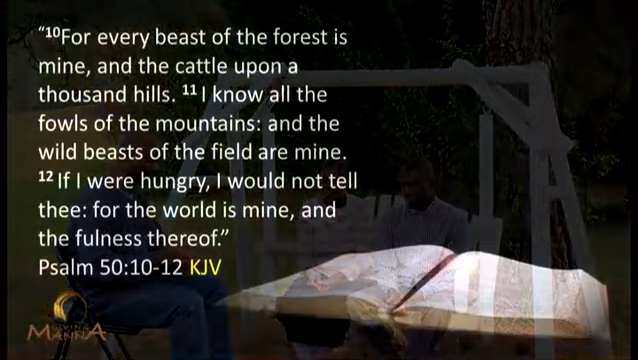 “¹⁰For every beast of the forest is
mine, and the cattle upon a
thousand hills. ¹¹ I know all the
fowls of the mountains: and the
wild beasts of the field are mine.
¹² If I were hungry, I would not tell
thee: for the world is mine, and
the fulness thereof.”
Psalm 50:10-12 KJV
LIVING
MANNA